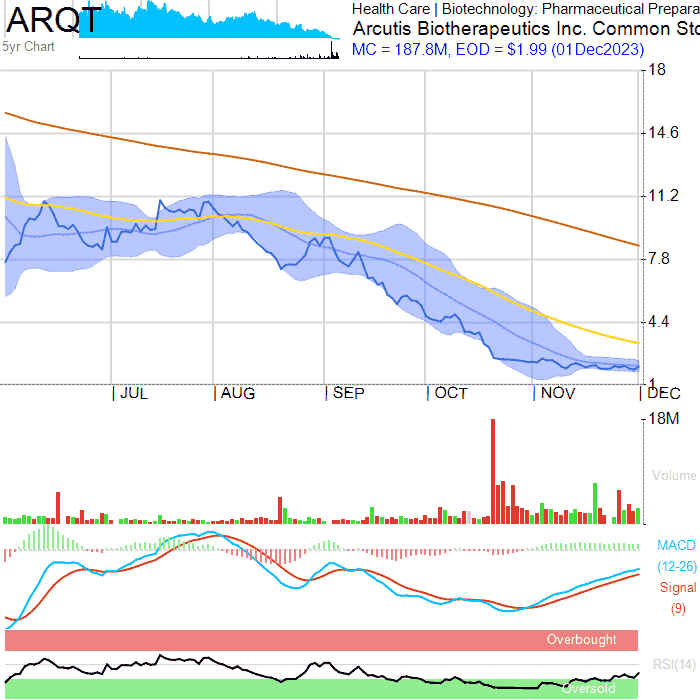 ARQT
5yr Chart
Health Care | Biotechnology: Pharmaceutical Prepara
Arcutis Biotherapeutics Inc. Common Sto
MC = 187.8M, EOD = $1.99 (01Dec2023)
18
14.6
11.2
7.8
4.4
1
JUL
AUG
SEP
OCT
NOV
DEC
18M
Volume
MACD
(12-26)
Signal
(9)
Overbought
RSI(14)
Oversold